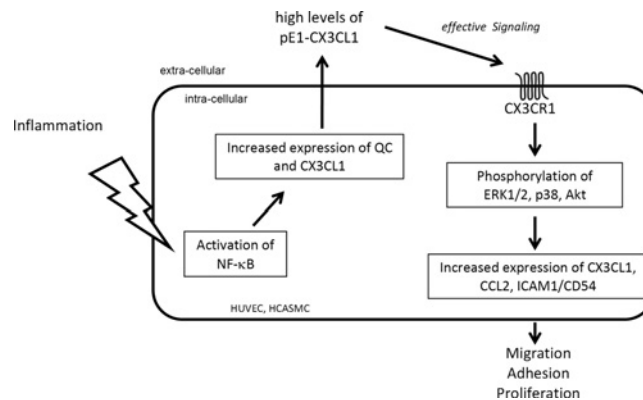 high levels of
pE1-CX3CL1
effective Signaling
extra-cellular
intra-cellular
CX3CR1
Inflammation
Increased expression of QC
and CX3CL1
Phosphorylation of
ERK1/2, p38, Akt
Activation of
NF-κB
Increased expression of CX3CL1,
CCL2, ICAM1/CD54
HUVEC, HCASMC
Migration
Adhesion
Proliferation